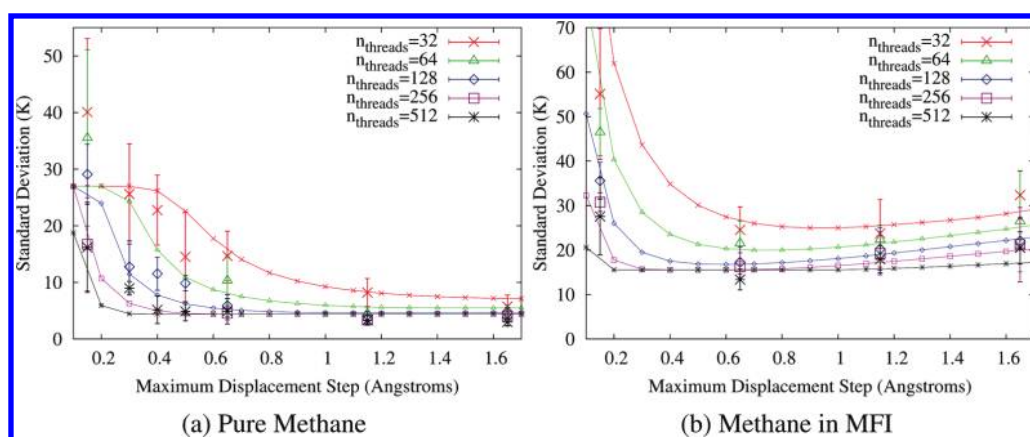 50
40
30
20
10
0
Standard Deviation (K)
n_threads=32
n_threads=64
n_threads=128
n_threads=256
n_threads=512
0.2 0.4 0.6 0.8 1 1.2 1.4 1.6
Maximum Displacement Step (Angstroms)
(a) Pure Methane
70
60
50
40
30
20
10
0
Standard Deviation (K)
n_threads=32
n_threads=64
n_threads=128
n_threads=256
n_threads=512
0.2 0.4 0.6 0.8 1 1.2 1.4 1.6
Maximum Displacement Step (Angstroms)
(b) Methane in MFI